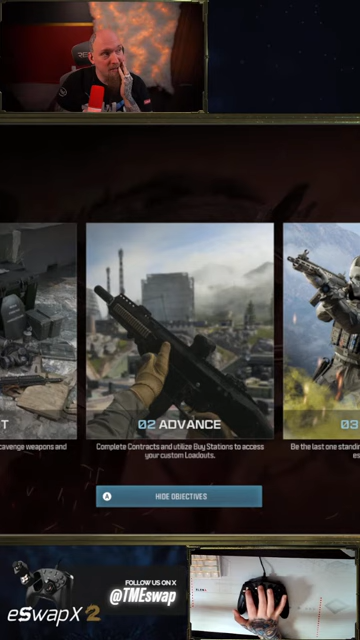 T
02 ADVANCE
03
cavenge weapons and
Complete Contracts and utilize Buy Stations to access
your custom Loadouts.
Be the last one standin
es
A
HIDE OBJECTIVES
FOLLOW US ON X
@TMEswap
eSwapX 2